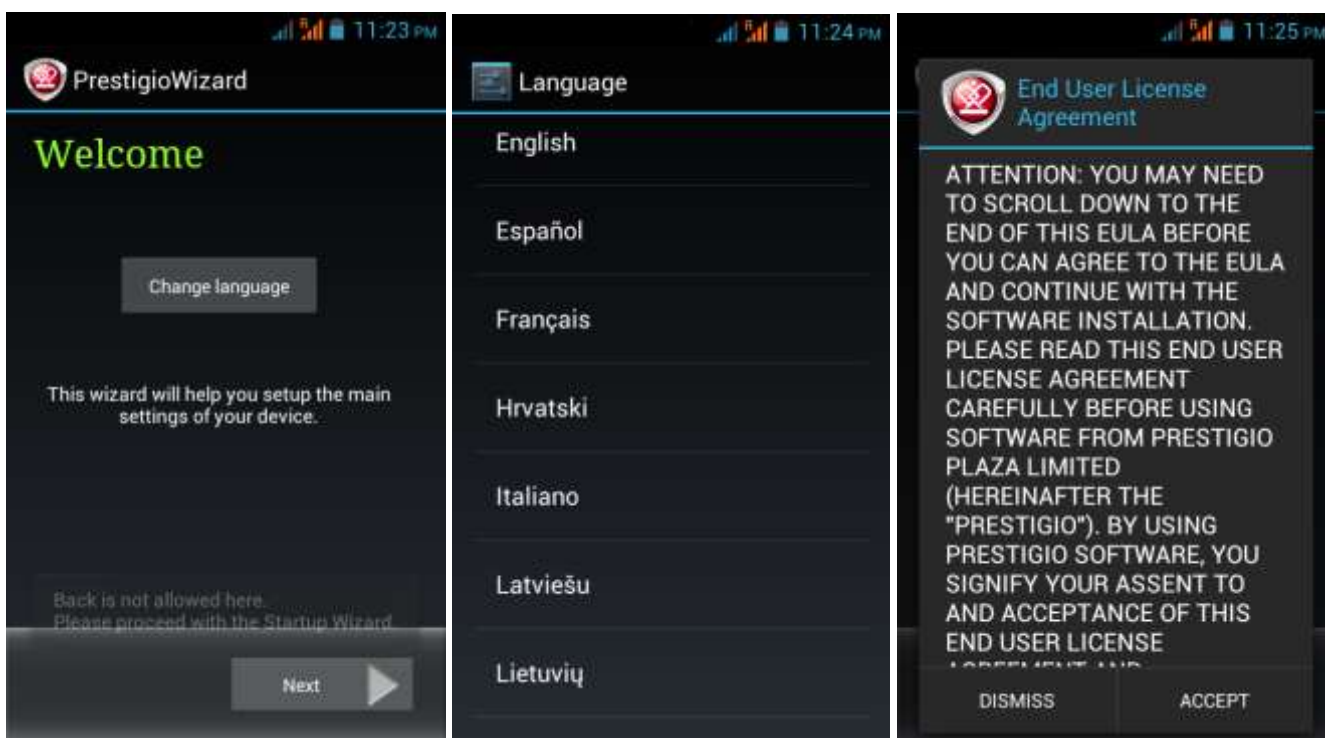 11:23 PM
PrestigioWizard
Welcome
Change language
This wizard will help you setup the main
settings of your device.
Back is not allowed here.
Please proceed with the Startup Wizard
Next
11:24 PM
Language
English
Español
Français
Hrvatski
Italiano
Latviešu
Lietuvių
R 11:25 PM
End User License
Agreement
ATTENTION: YOU MAY NEED
TO SCROLL DOWN TO THE
END OF THIS EULA BEFORE
YOU CAN AGREE TO THE EULA
AND CONTINUE WITH THE
SOFTWARE INSTALLATION.
PLEASE READ THIS END USER
LICENSE AGREEMENT
CAREFULLY BEFORE USING
SOFTWARE FROM PRESTIGIO
PLAZA LIMITED
(HEREINAFTER THE
"PRESTIGIO"). BY USING
PRESTIGIO SOFTWARE, YOU
SIGNIFY YOUR ASSENT TO
AND ACCEPTANCE OF THIS
END USER LICENSE
AGREEMENT AND
DISMISS
ACCEPT